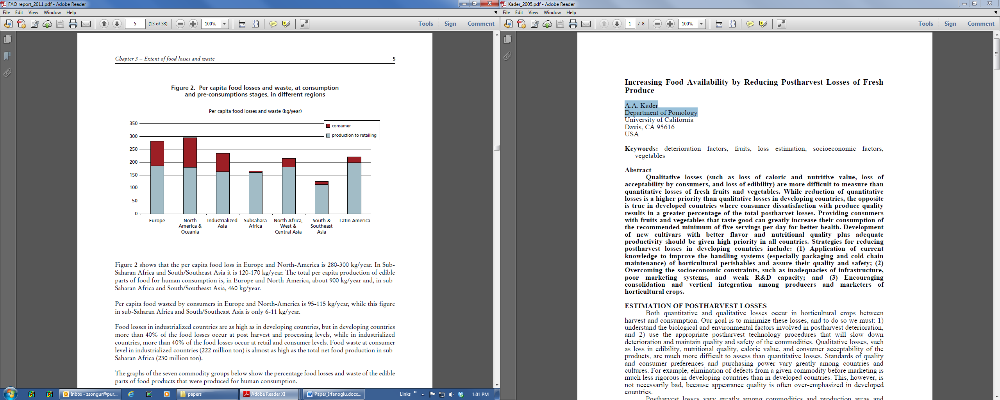 FAO report_2011.pdf - Adobe Reader
File Edit View Window Help
5 (13 of 38) 100% Tools Sign Comment
Chapter 3 – Extent of food losses and waste 5
Figure 2. Per capita food losses and waste, at consumption
and pre-consumptions stages, in different regions
Per capita food losses and waste (kg/year)
350
300
250
200
150
100
50
0
consumer
production to retailing
Europe
North
America &
Oceania
Industrialized
Asia
Subsahara
Africa
North Africa,
West &
Central Asia
South &
Southeast
Asia
Latin America
Figure 2 shows that the per capita food loss in Europe and North-America is 280-300 kg/year. In Sub-
Saharan Africa and South/Southeast Asia it is 120-170 kg/year. The total per capita production of edible
parts of food for human consumption is, in Europe and North-America, about 900 kg/year and, in sub-
Saharan Africa and South/Southeast Asia, 460 kg/year.
Per capita food wasted by consumers in Europe and North-America is 95-115 kg/year, while this figure
in sub-Saharan Africa and South/Southeast Asia is only 6-11 kg/year.
Food losses in industrialized countries are as high as in developing countries, but in developing countries
more than 40% of the food losses occur at post harvest and processing levels, while in industrialized
countries, more than 40% of the food losses occur at retail and consumer levels. Food waste at consumer
level in industrialized countries (222 million ton) is almost as high as the total net food production in sub-
Saharan Africa (230 million ton).
The graphs of the seven commodity groups below show the percentage food losses and waste of the edible
parts of food products that were produced for human consumption.
Inbox - zsongur@pur... papers Adobe Reader XI Paper_Irfanoglu.docx... Links 1:01 PM
Kader_2005.pdf - Adobe Reader
File Edit View Window Help
1 / 8 100% Tools Sign Comment
Increasing Food Availability by Reducing Postharvest Losses of Fresh
Produce
A.A. Kader
Department of Pomology
University of California
Davis, CA 95616
USA
Keywords: deterioration factors, fruits, loss estimation, socioeconomic factors,
vegetables
Abstract
Qualitative losses (such as loss of caloric and nutritive value, loss of
acceptability by consumers, and loss of edibility) are more difficult to measure than
quantitative losses of fresh fruits and vegetables. While reduction of quantitative
losses is a higher priority than qualitative losses in developing countries, the opposite
is true in developed countries where consumer dissatisfaction with produce quality
results in a greater percentage of the total postharvet losses. Providing consumers
with fruits and vegetables that taste good can greatly increase their consumption of
the recommended minimum of five servings per day for better health. Development
of new cultivars with better flavor and nutritional quality plus adequate
productivity should be given high priority in all countries. Strategies for reducing
postharvest losses in developing countries include: (1) Application of current
knowledge to improve the handling systems (especially packaging and cold chain
maintenance) of horticultural perishables and assure their quality and safety; (2)
Overcoming the socioeconomic constraints, such as inadequacies of infrastructure,
poor marketing systems, and weak R&D capacity; and (3) Encouraging
consolidation and vertical integration among producers and marketers of
horticultural crops.
ESTIMATION OF POSTHARVEST LOSSES
Both quantitative and qualitative losses occur in horticultural crops between
harvest and consumption. Our goal is to minimize these losses, and to do so we must: 1)
understand the biological and environmental factors involved in postharvest deterioration,
and 2) use the appropriate postharvest technology procedures that will slow down
deterioration and maintain quality and safety of the commodities. Qualitative losses, such
as loss in edibility, nutritional quality, caloric value, and consumer acceptability of the
products, are much more difficult to assess than quantitative losses. Standards of quality
and consumer preferences and purchasing power vary greatly among countries and
cultures. For example, elimination of defects from a given commodity before marketing is
much less rigorous in developing countries than in developed countries. This, however, is
not necessarily bad, because appearance quality is often over-emphasized in developed
countries.
Postharvest losses vary greatly among commodities and production areas and